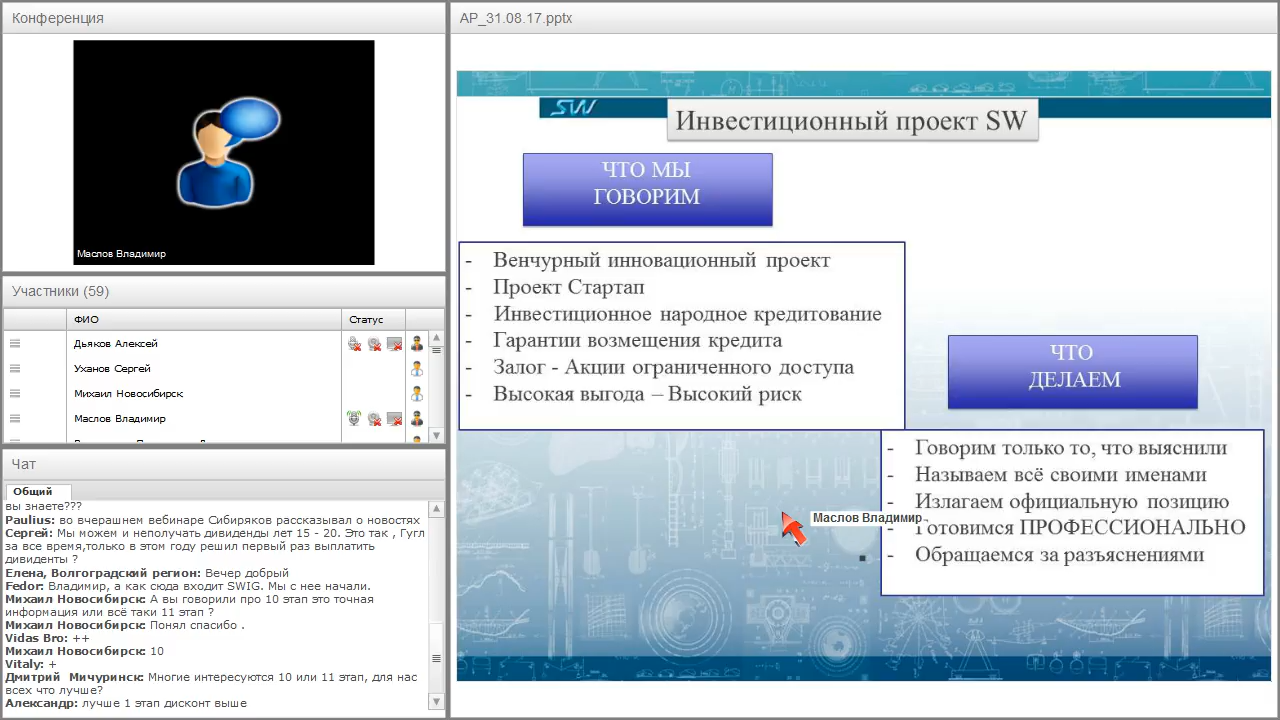 Конференция
Маслов Владимир
Участники (59)
ФИО
Статус
Дьяков Алексей
Уханов Сергей
Михаил Новосибирск
Маслов Владимир
Чат
Общий
вы знаете???
Paulius: во вчерашнем вебинаре Сибиряков рассказывал о новостях
Сергей: Мы можем и неполучать дивиденды лет 15 - 20. Это так , Гугл
за все время,только в этом году решил первый раз выплатить
дивиденты ?
Елена, Волгоградский регион: Вечер добрый
Fedor: Владимир, а как сюда входит SWIG. Мы с нее начали.
Михаил Новосибирск: А вы говорили про 10 этап это точная
информация или всё таки 11 этап ?
Михаил Новосибирск: Понял спасибо .
Vidas Bro: ++
Михаил Новосибирск: 10
Vitaly: +
Дмитрий Мичуринск: Многие интересуются 10 или 11 этап, для нас
всех что лучше?
Александр: лучше 1 этап дисконт выше
AP_31.08.17.pptx
SW
Инвестиционный проект SW
ЧТО МЫ
ГОВОРИМ
- Венчурный инновационный проект
- Проект Стартап
- Инвестиционное народное кредитование
- Гарантии возмещения кредита
- Залог - Акции ограниченного доступа
- Высокая выгода – Высокий риск
ЧТО
ДЕЛАЕМ
- Говорим только то, что выяснили
- Называем всё своими именами
- Излагаем официальную позицию
- Готовимся ПРОФЕССИОНАЛЬНО
- Обращаемся за разъяснениями
Маслов Владимир